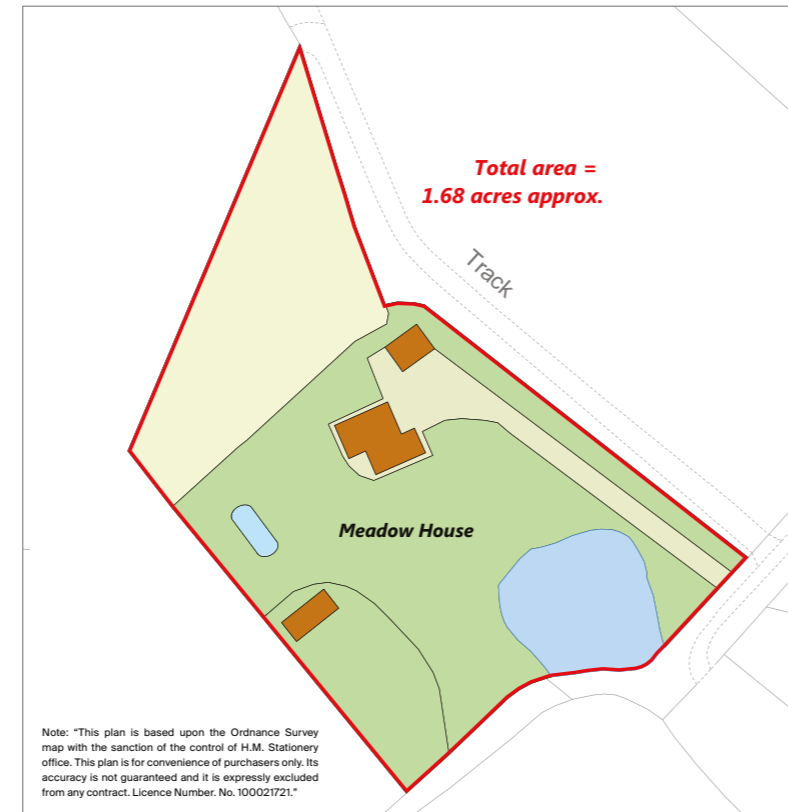 Total area =
1.68 acres approx.
Track
Meadow House
Note: “This plan is based upon the Ordnance Survey
map with the sanction of the control of H.M. Stationery
office. This plan is for convenience of purchasers only. Its
accuracy is not guaranteed and it is expressly excluded
from any contract. Licence Number. No. 100021721.”